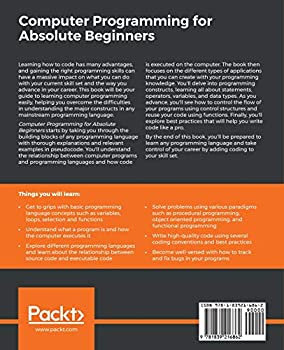 Computer Programming for
Absolute Beginners
Learning how to code has many advantages,
and gaining the right programming skills can
have a massive impact on what you can do
with your current skill set and the way you
advance in your career. This book will be your
guide to learning computer programming
easily, helping you overcome the difficulties
in understanding the major constructs in any
mainstream programming language.
Computer Programming for Absolute
Beginners starts by taking you through the
building blocks of any programming language
with thorough explanations and relevant
examples in pseudocode. You'll understand
the relationship between computer programs
and programming languages and how code
is executed on the computer. The book then
focuses on the different types of applications
that you can create with your programming
knowledge. You'll delve into programming
constructs, learning all about statements,
operators, variables, and data types. As you
advance, you'll see how to control the flow of
your programs using control structures and
reuse your code using functions. Finally, you'll
explore best practices that will help you write
code like a pro.
By the end of this book, you'll be prepared to
learn any programming language and take
control of your career by adding coding to
your skill set.
Things you will learn:
Get to grips with basic programming
language concepts such as variables,
loops, selection and functions
Understand what a program is and how
the computer executes it
Explore different programming languages
and learn about the relationship between
source code and executable code
Solve problems using various paradigms
such as procedural programming,
object oriented programming, and
functional programming
Write high-quality code using several
coding conventions and best practices
Become well-versed with how to track
and fix bugs in your programs
Packt>
www.packt.com
ISBN 978-1-83921-686-2
90000
9 781839 216862